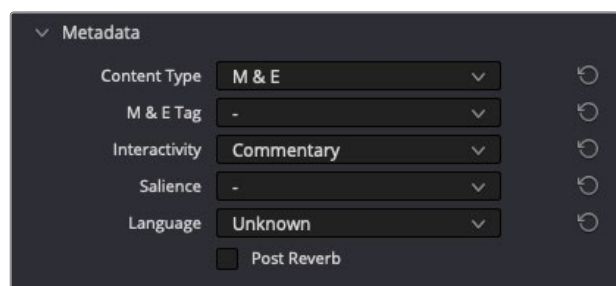 Metadata
Content Type M & E
M & E Tag -
Interactivity Commentary
Salience -
Language Unknown
Post Reverb